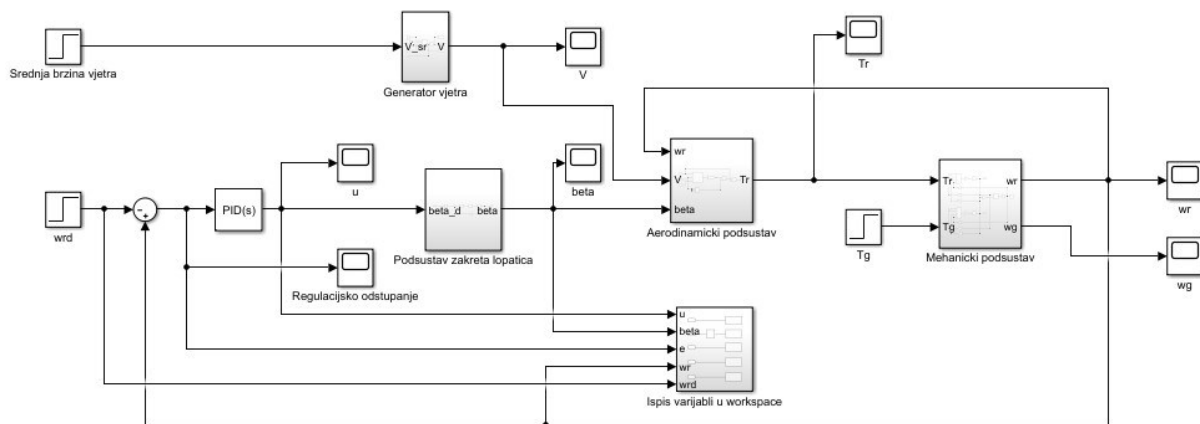 Srednja brzina vjetra
V_sr
V
Generator vjetra
V
Tr
wrd
PID(s)
u
Regulacijsko odstupanje
beta_d
beta
Podsustav zakreta lopatica
beta
wr
V
beta
Tr
Aerodinamicki podsustav
Tg
Tr
Tg
wr
wg
Mehanicki podsustav
wr
wg
u
beta
e
wr
wrd
Ispis varijabli u workspace